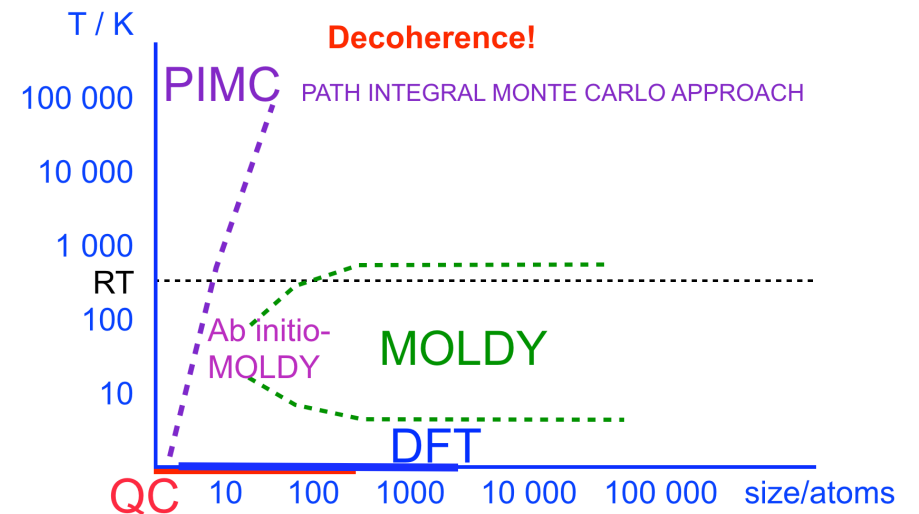 T / K
Decoherence!
PIMC PATH INTEGRAL MONTE CARLO APPROACH
100 000
10 000
1 000
RT
100
Ab initio-
MOLDY
MOLDY
10
DFT
QC 10 100 1000 10 000 100 000 size/atoms